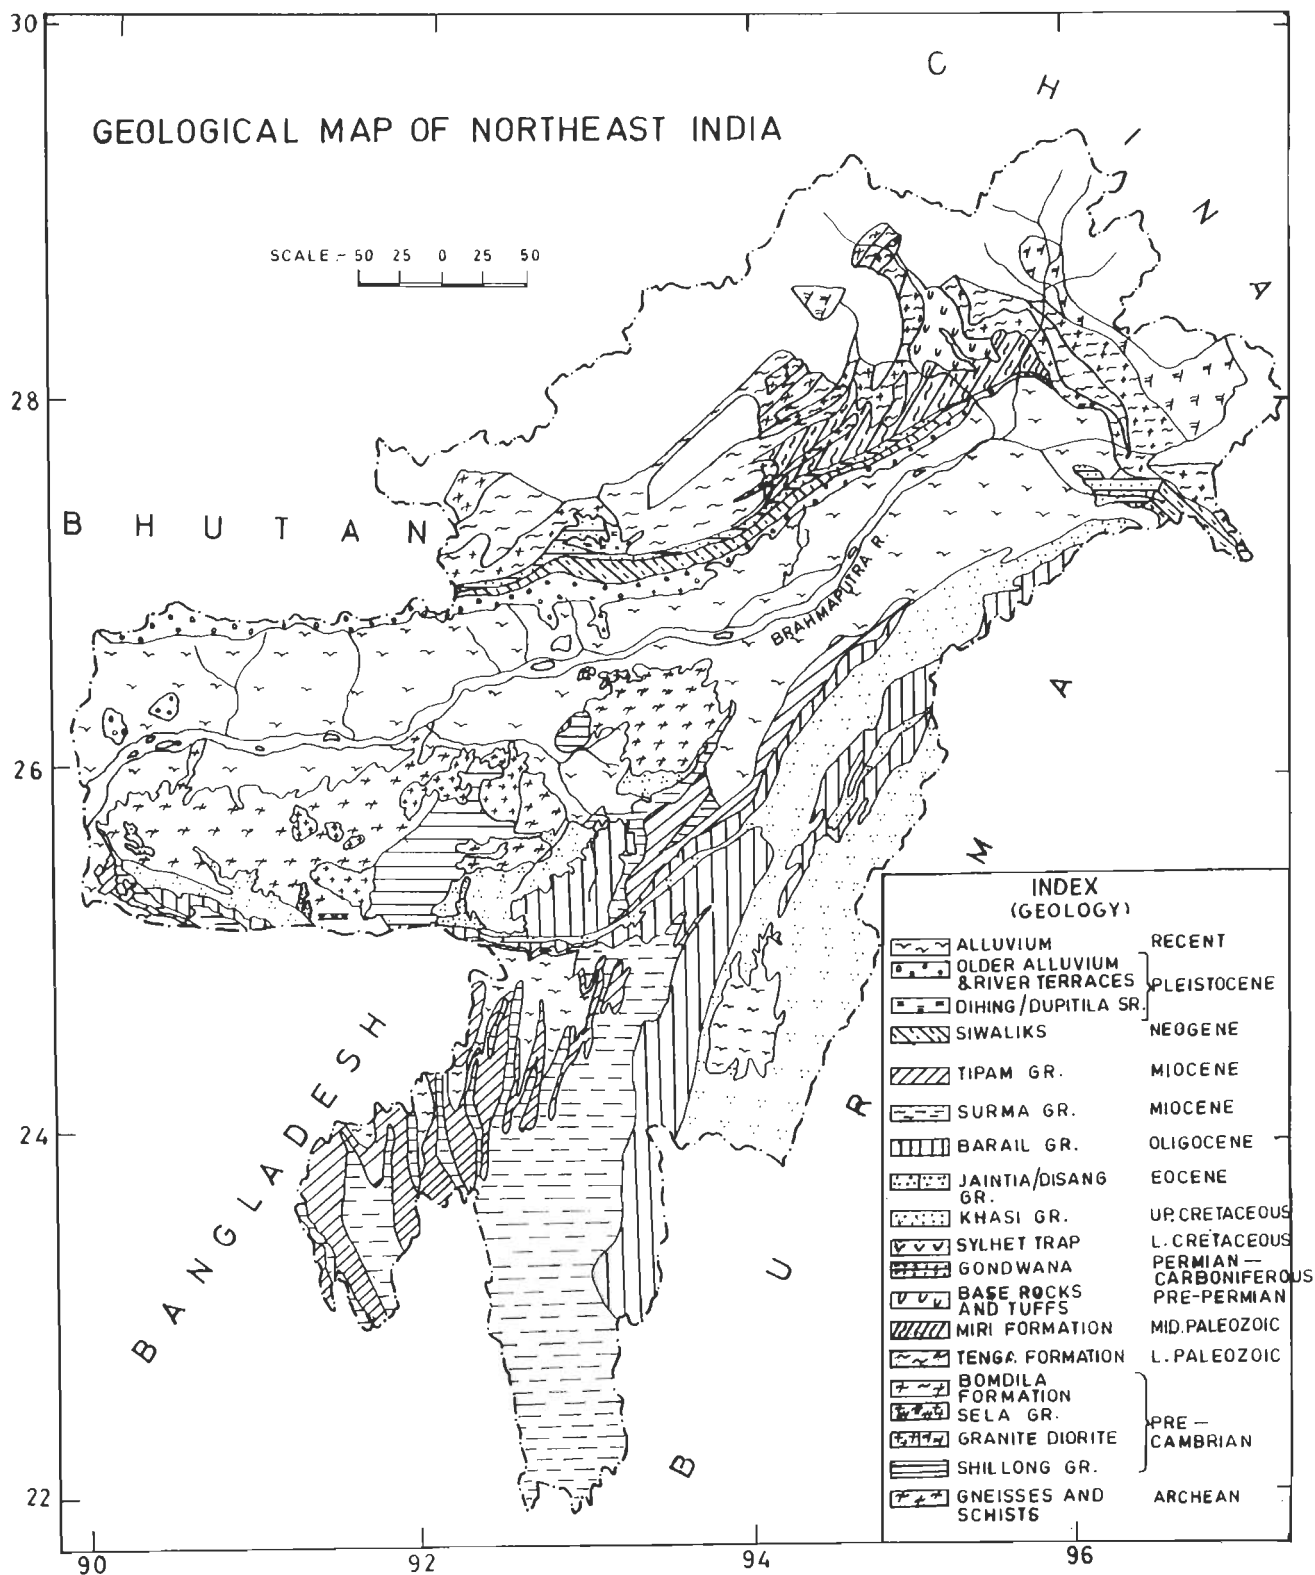 30
C H I N A
GEOLOGICAL MAP OF NORTHEAST INDIA
SCALE:- 50 25 0 25 50
28
BHUTAN
BRAHMAPUTRA R.
26
BURMA
INDEX
(GEOLOGY)
ALLUVIUM RECENT
OLDER ALLUVIUM
& RIVER TERRACES
PLEISTOCENE
DIHING/DUPITILA SR.
SIWALIKS NEOGENE
TIPAM GR. MIOCENE
SURMA GR. MIOCENE
BARAIL GR. OLIGOCENE
JAINTIA/DISANG EOCENE
GR.
KHASI GR. UP.CRETACEOUS
SYLHET TRAP L.CRETACEOUS
GONDWANA PERMIAN-
CARBONIFEROUS
BASE ROCKS PRE-PERMIAN
AND TUFFS
MIRI FORMATION MID.PALEOZOIC
TENGA FORMATION L.PALEOZOIC
BOMDILA
FORMATION
SELA GR. PRE-
GRANITE DIORITE CAMBRIAN
SHILLONG GR.
GNEISSES AND ARCHEAN
SCHISTS
BANGLADESH
24
22
90 92 94 96